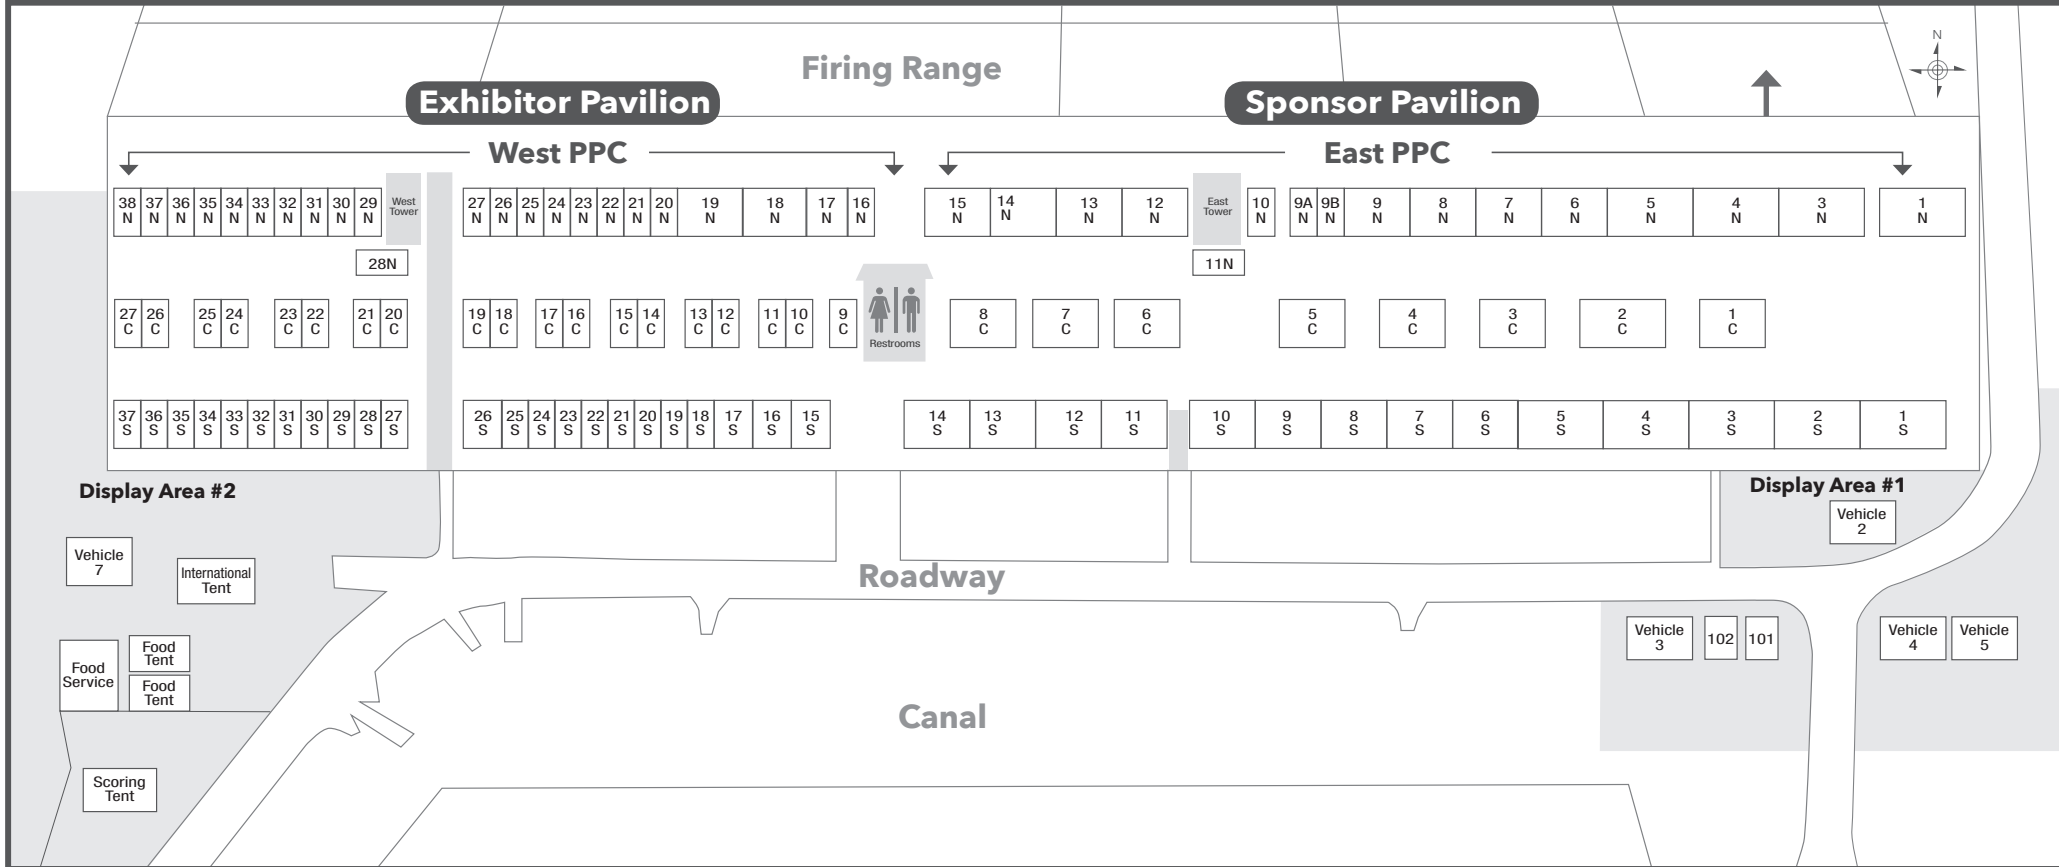 Firing Range
N
Exhibitor Pavilion
Sponsor Pavilion
West PPC
East PPC
38 N
37 N
36 N
35 N
34 N
33 N
32 N
31 N
30 N
29 N
West
Tower
27 N
26 N
25 N
24 N
23 N
22 N
21 N
20 N
19 N
18 N
17 N
16 N
15 N
14 N
13 N
12 N
East
Tower
10 N
9A N
9B N
9 N
8 N
7 N
6 N
5 N
4 N
3 N
1 N
28N
11N
27 C
26 C
25 C
24 C
23 C
22 C
21 C
20 C
19 C
18 C
17 C
16 C
15 C
14 C
13 C
12 C
11 C
10 C
9 C
Restrooms
8 C
7 C
6 C
5 C
4 C
3 C
2 C
1 C
37 S
36 S
35 S
34 S
33 S
32 S
31 S
30 S
29 S
28 S
27 S
26 S
25 S
24 S
23 S
22 S
21 S
20 S
19 S
18 S
17 S
16 S
15 S
14 S
13 S
12 S
11 S
10 S
9 S
8 S
7 S
6 S
5 S
4 S
3 S
2 S
1 S
Display Area #2
Display Area #1
Vehicle
2
Vehicle
7
International
Tent
Roadway
Food
Service
Food
Tent
Food
Tent
Vehicle
3
102
101
Vehicle
4
Vehicle
5
Canal
Scoring
Tent